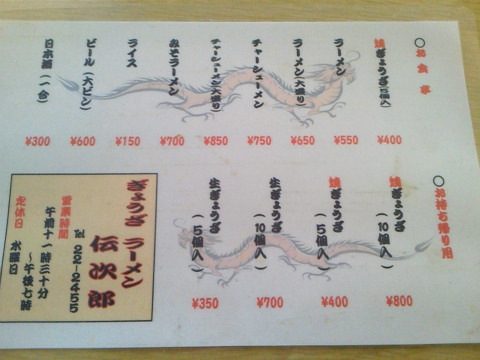 ○お食事
焼ぎょうざ(5個入)
¥400
ラーメン
¥550
ラーメン(大盛り)
¥650
チャーシューメン
¥750
チャーシューメン(大盛り)
¥850
みそラーメン
¥700
ライス
¥150
ビール(大ビン)
¥600
日本酒(一合)
¥300
○お持ち帰り用
焼ぎょうざ(10個入)
¥800
焼ぎょうざ(5個入)
¥400
生ぎょうざ(10個入)
¥700
生ぎょうざ(5個入)
¥350
ぎょうざ ラーメン
伝次郎
Tel 202-2455
営業時間
午前十一時三十分
~午後七時
定休日 水曜日